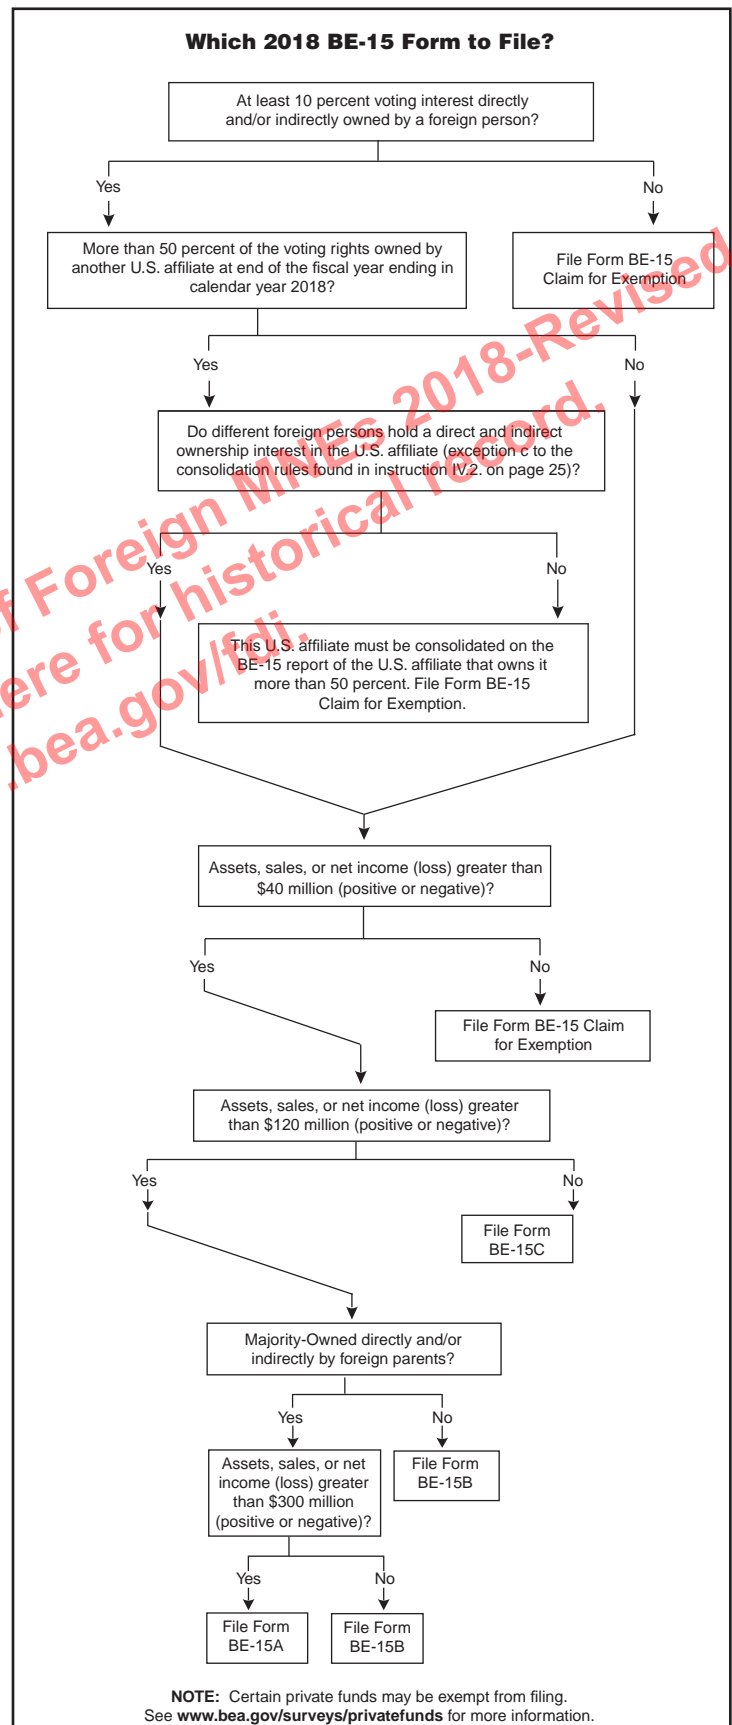 Which 2018 BE-15 Form to File?
At least 10 percent voting interest directly
and/or indirectly owned by a foreign person?
Yes
No
More than 50 percent of the voting rights owned by
another U.S. affiliate at end of the fiscal year ending in
calendar year 2018?
File Form BE-15
Claim for Exemption
Yes
No
Do different foreign persons hold a direct and indirect
ownership interest in the U.S. affiliate (exception c to the
consolidation rules found in instruction IV.2. on page 25)?
Yes
No
This U.S. affiliate must be consolidated on the
BE-15 report of the U.S. affiliate that owns it
more than 50 percent. File Form BE-15
Claim for Exemption.
Assets, sales, or net income (loss) greater than
$40 million (positive or negative)?
Yes
No
File Form BE-15 Claim
for Exemption
Assets, sales, or net income (loss) greater
than $120 million (positive or negative)?
Yes
No
File Form
BE-15C
Majority-Owned directly and/or
indirectly by foreign parents?
Yes
No
Assets, sales, or net
income (loss) greater
than $300 million
(positive or negative)?
File Form
BE-15B
Yes
No
File Form
BE-15A
File Form
BE-15B
NOTE: Certain private funds may be exempt from filing.
See www.bea.gov/surveys/privatefunds for more information.
of Foreign MNEs 2018-Revised
here for historical record.
.bea.gov/fdi.